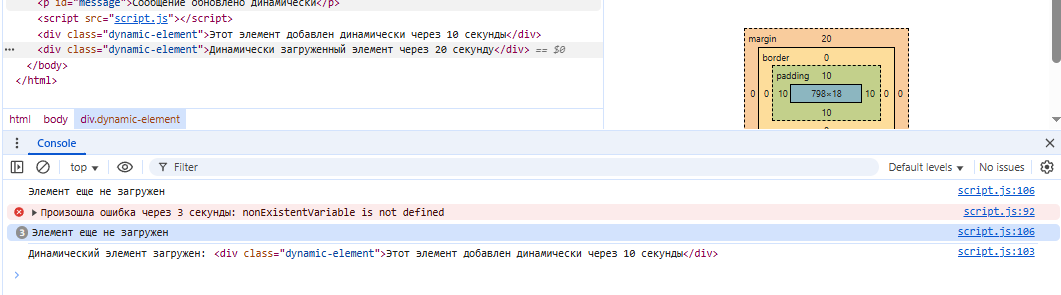 <p id="message">Сообщение обновлено динамически</p>
<script src="script.js"></script>
<div class="dynamic-element">Этот элемент добавлен динамически через 10 секунды</div>
<div class="dynamic-element">Динамически загруженный элемент через 20 секунду</div> == $0
</body>
</html>
margin 20
border 0
padding 10
0 0 10 798×18 10 0 0
10
html body div.dynamic-element
Console
top Filter Default levels No issues
Элемент еще не загружен script.js:106
Произошла ошибка через 3 секунды: nonExistentVariable is not defined script.js:92
3 Элемент еще не загружен script.js:106
Динамический элемент загружен: <div class="dynamic-element">Этот элемент добавлен динамически через 10 секунды</div> script.js:103